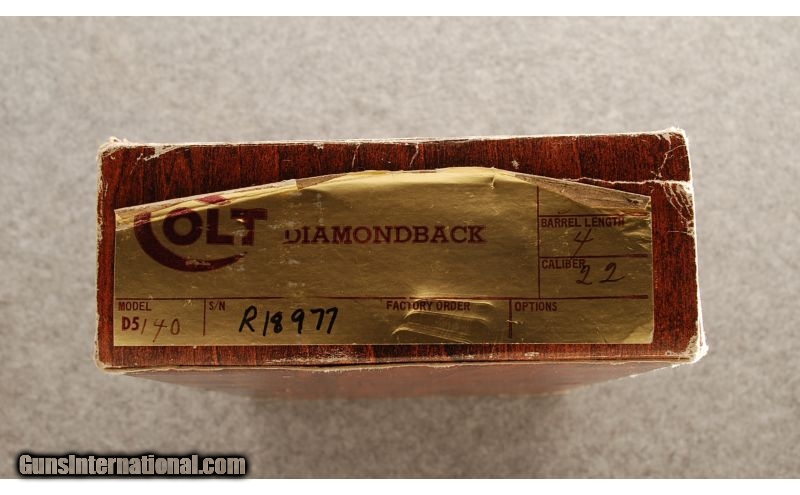 COLT DIAMONDBACK
BARREL LENGTH
4
CALIBER
22
MODEL S/N FACTORY ORDER OPTIONS
D5140 R18977
GunsInternational.com